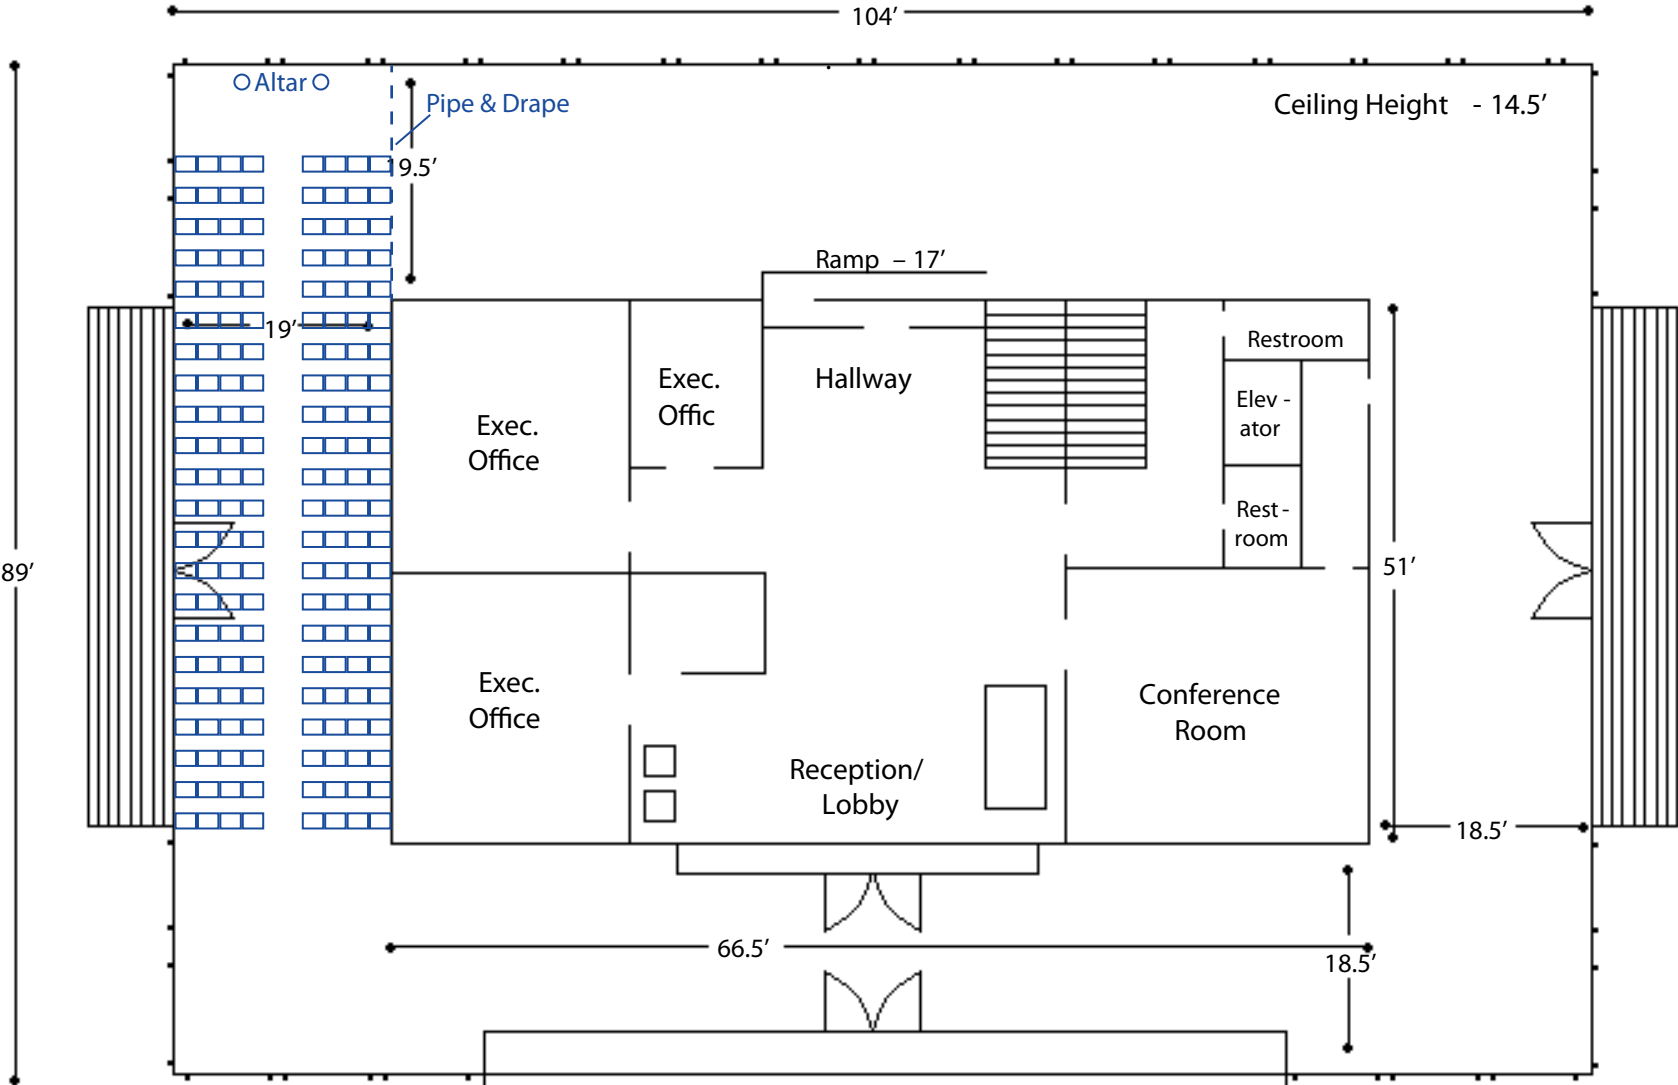 104’
Altar
Pipe & Drape
Ceiling Height - 14.5’
19.5’
Ramp – 17’
19’
Restroom
Exec.
Offic
Hallway
Elev -
ator
Exec.
Office
Rest -
room
51’
89’
Exec.
Office
Conference
Room
Reception/
Lobby
18.5’
66.5’
18.5’